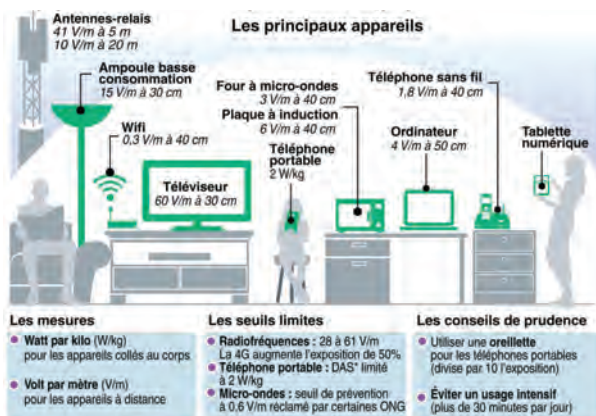 Les principaux appareils
Antennes-relais
41 V/m à 5 m
10 V/m à 20 m
Ampoule basse
consommation
15 V/m à 30 cm
Wifi
0,3 V/m à 40 cm
Téléviseur
60 V/m à 30 cm
Four à micro-ondes
3 V/m à 40 cm
Plaque à induction
6 V/m à 40 cm
Téléphone
portable
2 W/kg
Ordinateur
4 V/m à 50 cm
Téléphone sans fil
1,8 V/m à 40 cm
Tablette
numérique
Les mesures
Watt par kilo (W/kg)
pour les appareils collés au corps
Volt par mètre (V/m)
pour les appareils à distance
Les seuils limites
Radiofréquences : 28 à 61 V/m
La 4G augmente l'exposition de 50%
Téléphone portable : DAS* limité
à 2 W/kg
Micro-ondes : seuil de prévention
à 0,6 V/m réclamé par certaines ONG
Les conseils de prudence
Utiliser une oreillette
pour les téléphones portables
(divise par 10 l'exposition)
Éviter un usage intensif
(plus de 30 minutes par jour)